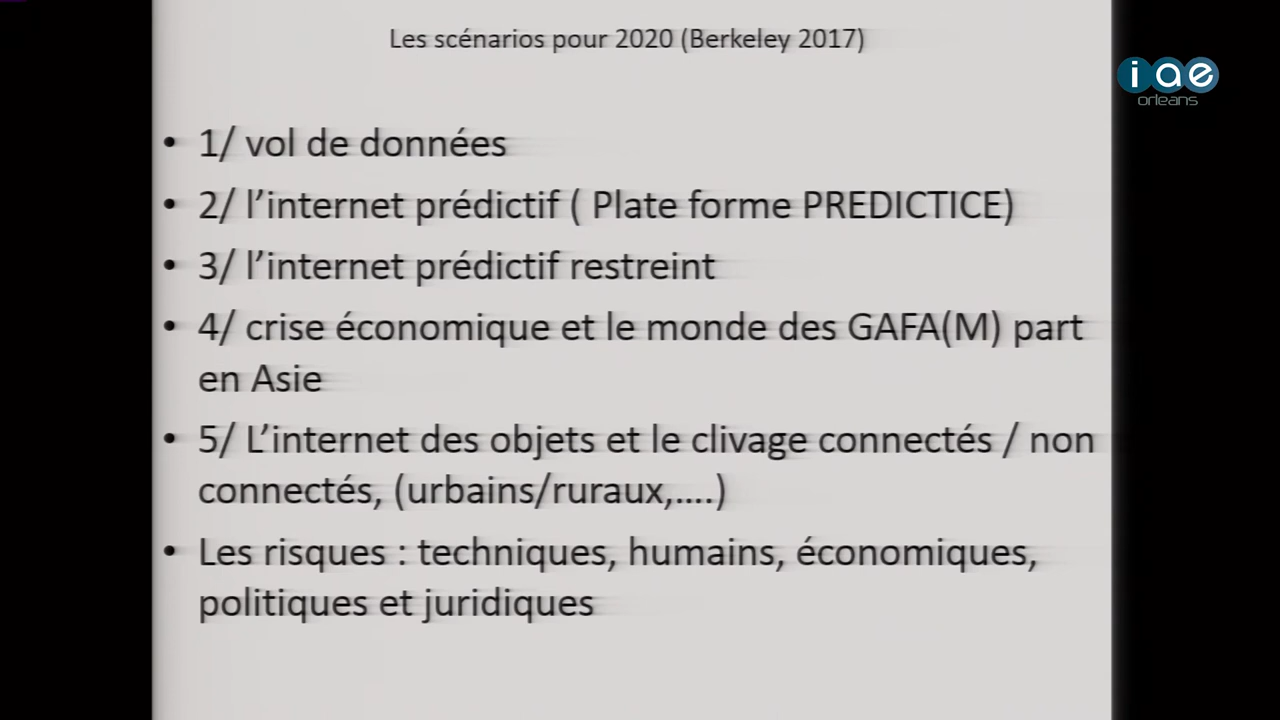 Les scénarios pour 2020 (Berkeley 2017)
iae
orleans
• 1/ vol de données
• 2/ l’internet prédictif ( Plate forme PREDICTICE)
• 3/ l’internet prédictif restreint
• 4/ crise économique et le monde des GAFA(M) part
en Asie
• 5/ L’internet des objets et le clivage connectés / non
connectés, (urbains/ruraux,....)
• Les risques : techniques, humains, économiques,
politiques et juridiques